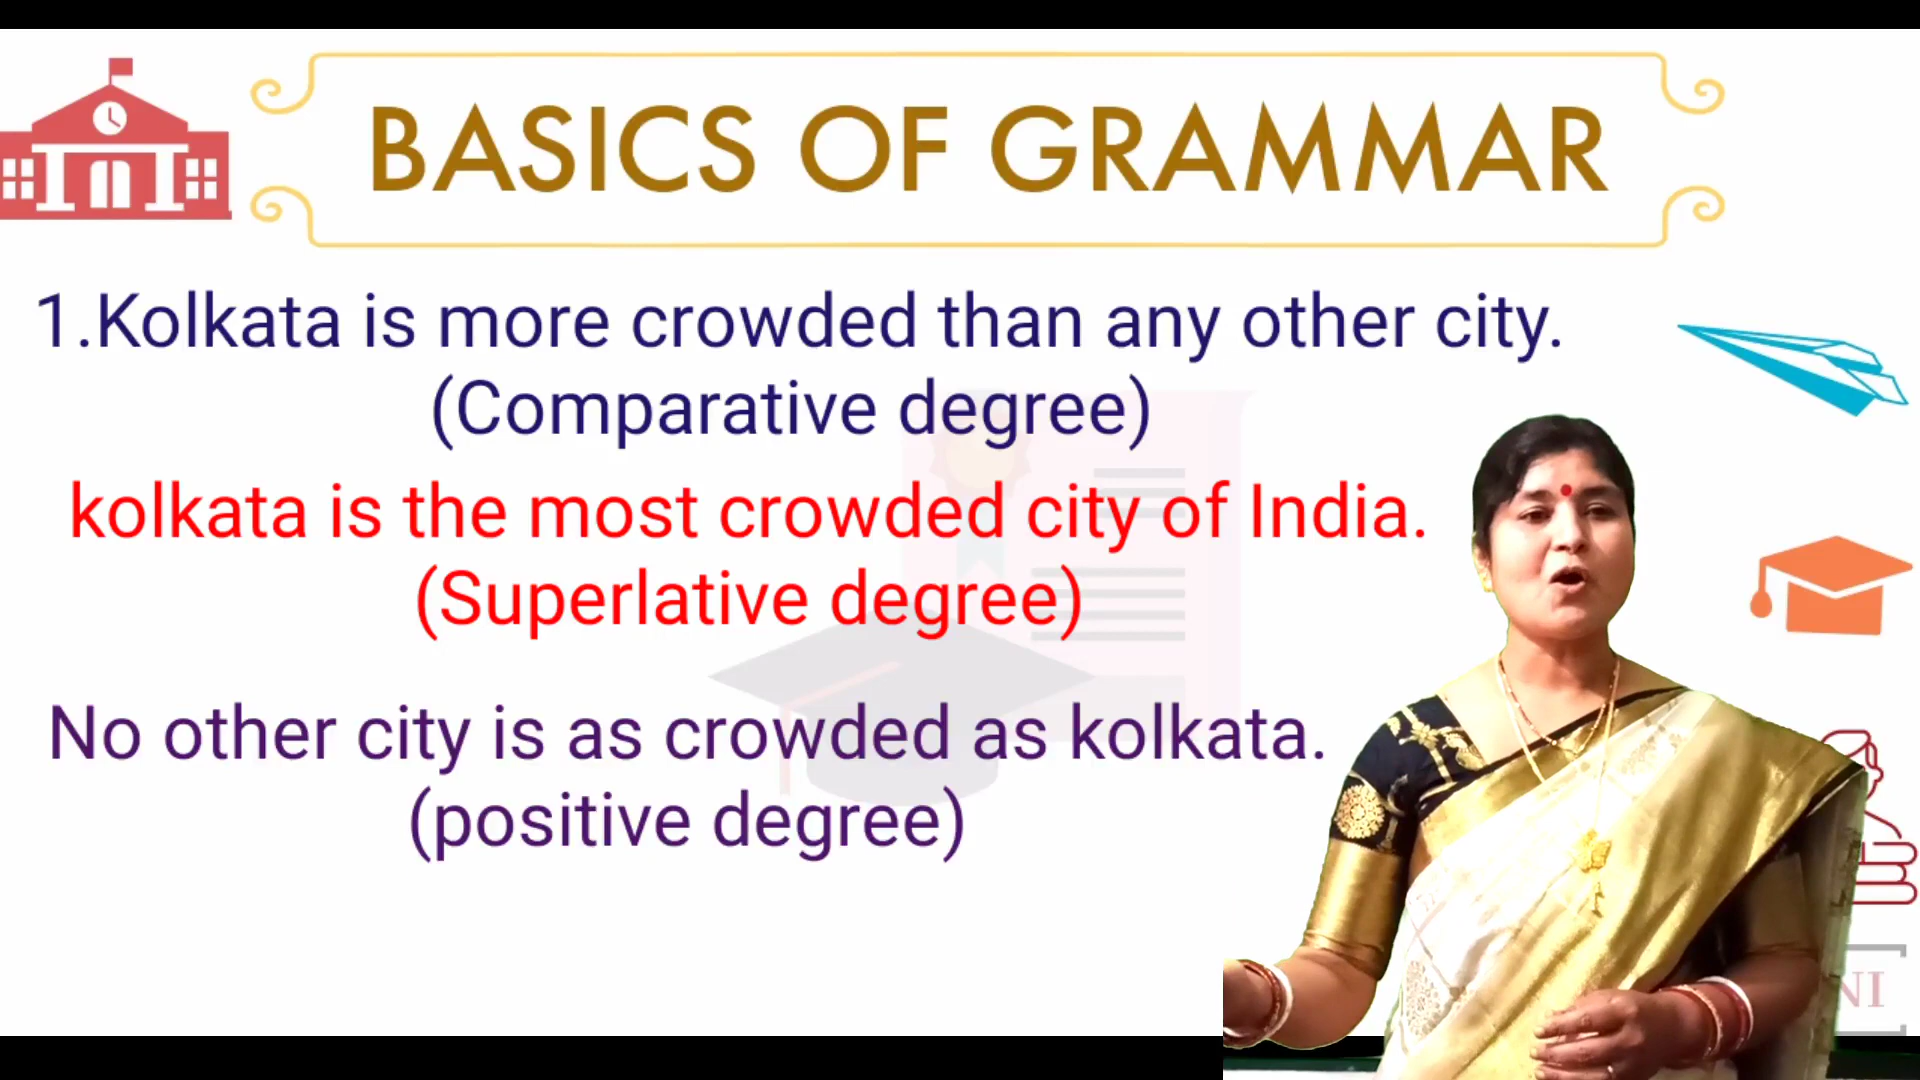 BASICS OF GRAMMAR
1.Kolkata is more crowded than any other city.
(Comparative degree)
kolkata is the most crowded city of India.
(Superlative degree)
No other city is as crowded as kolkata.
(positive degree)
NI